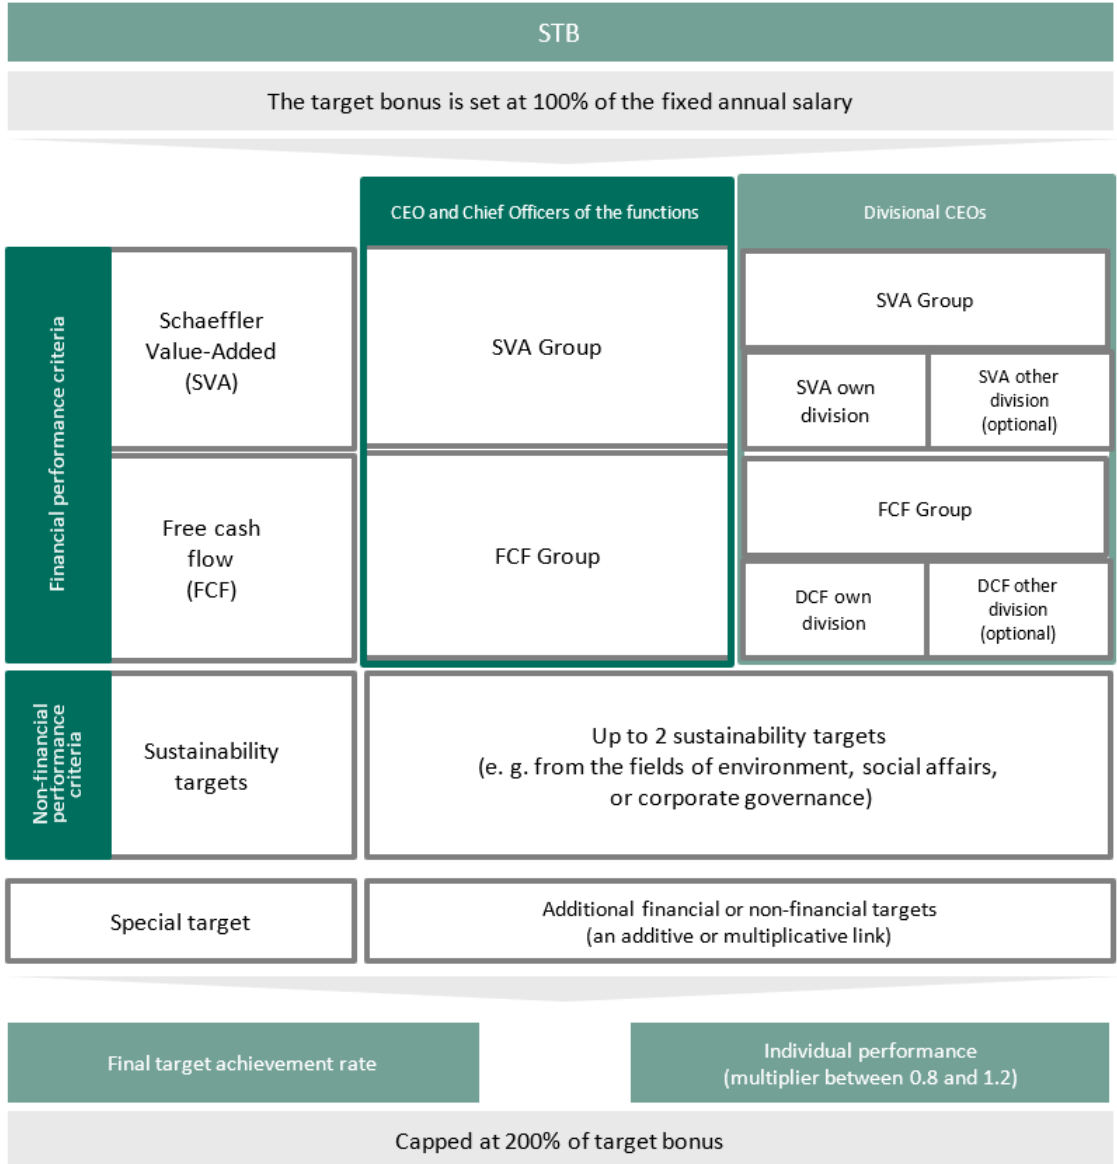 STB
The target bonus is set at 100% of the fixed annual salary
CEO and Chief Officers of the functions
Divisional CEOs
Financial performance criteria
Schaeffler
Value-Added
(SVA)
SVA Group
SVA Group
SVA own
division
SVA other
division
(optional)
Free cash
flow
(FCF)
FCF Group
FCF Group
DCF own
division
DCF other
division
(optional)
Non-financial
performance
criteria
Sustainability
targets
Up to 2 sustainability targets
(e. g. from the fields of environment, social affairs,
or corporate governance)
Special target
Additional financial or non-financial targets
(an additive or multiplicative link)
Final target achievement rate
Individual performance
(multiplier between 0.8 and 1.2)
Capped at 200% of target bonus